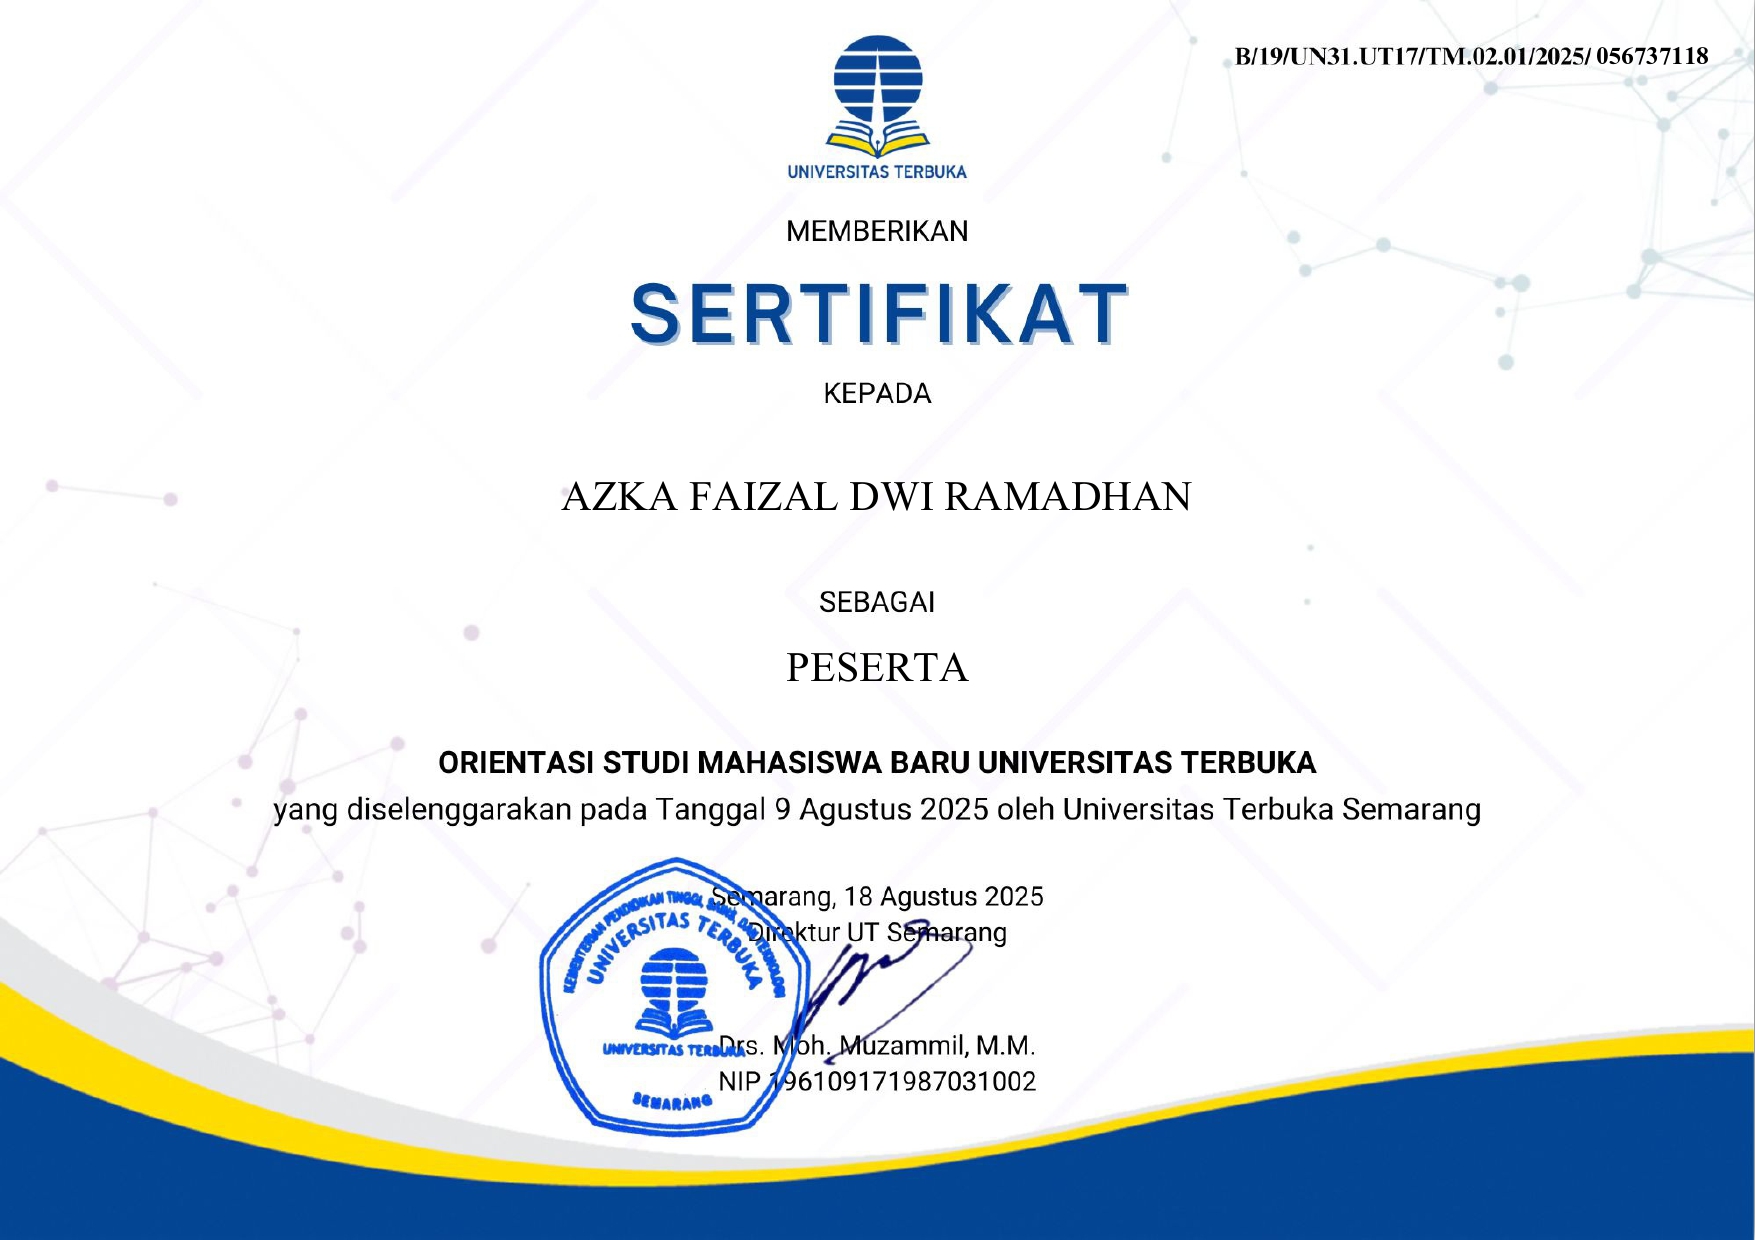 B/19/UN31.UT17/TM.02.01/2025/ 056737118
UNIVERSITAS TERBUKA
MEMBERIKAN
SERTIFIKAT
KEPADA
AZKA FAIZAL DWI RAMADHAN
SEBAGAI
PESERTA
ORIENTASI STUDI MAHASISWA BARU UNIVERSITAS TERBUKA
yang diselenggarakan pada Tanggal 9 Agustus 2025 oleh Universitas Terbuka Semarang
Semarang, 18 Agustus 2025
Direktur UT Semarang
KEMENTERIAN PENDIDIKAN TINGGI, SAINS, DAN TEKNOLOGI
UNIVERSITAS TERBUKA
UNIVERSITAS TERBUKA
SEMARANG
Drs. Moh. Muzammil, M.M.
NIP 196109171987031002